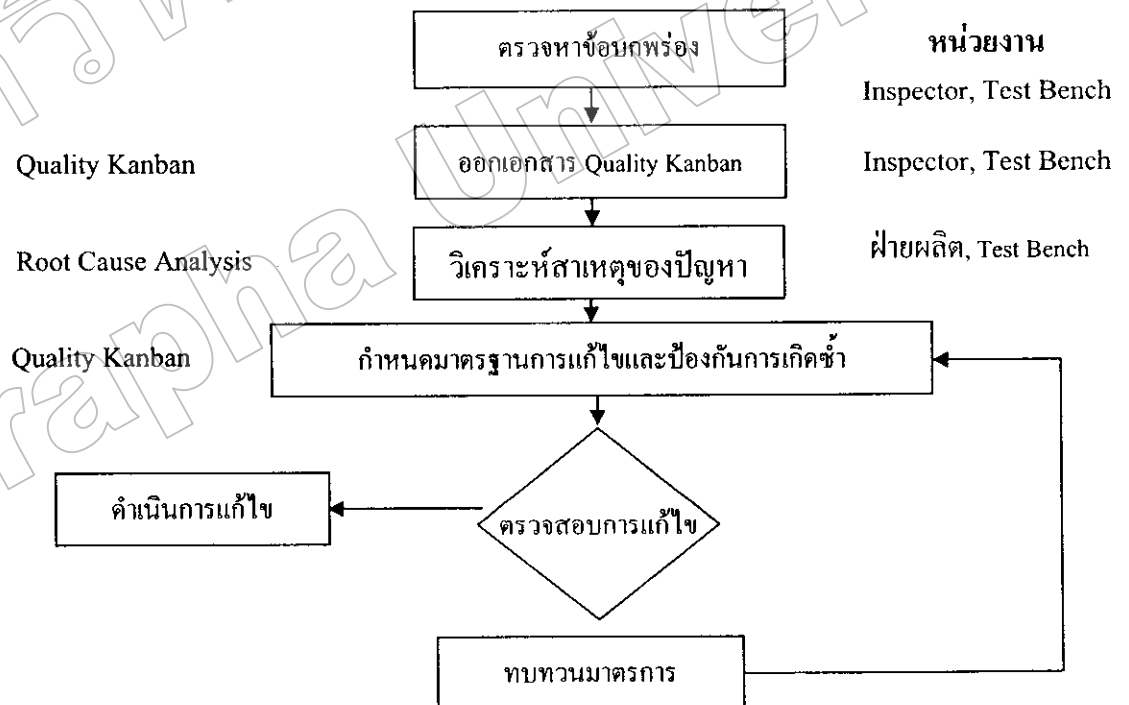 ตรวจหาข้อบกพร่อง
หน่วยงาน
Inspector, Test Bench
Quality Kanban
ออกเอกสาร Quality Kanban
Inspector, Test Bench
Root Cause Analysis
วิเคราะห์สาเหตุของปัญหา
ฝ่ายผลิต, Test Bench
Quality Kanban
กำหนดมาตรฐานการแก้ไขและป้องกันการเกิดซ้ำ
ดำเนินการแก้ไข
ตรวจสอบการแก้ไข
ทบทวนมาตรการ